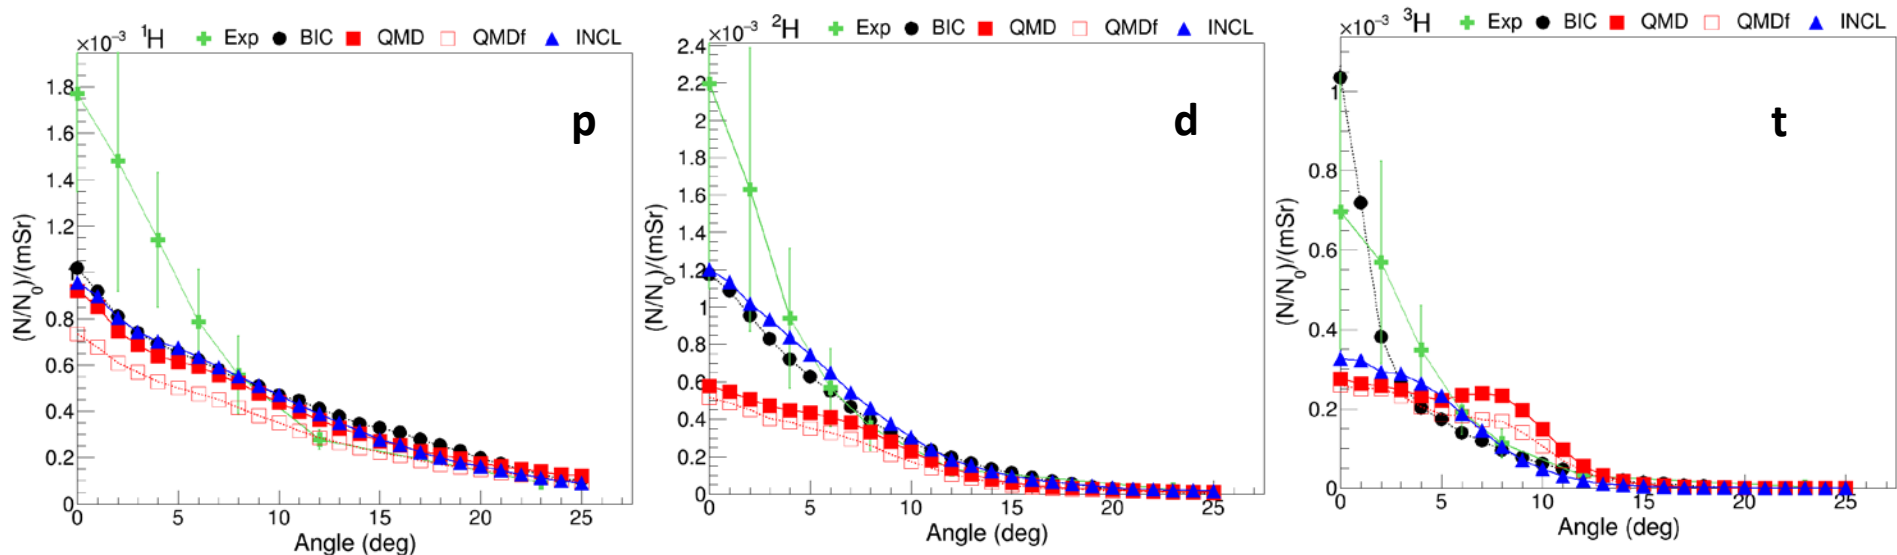 ×10⁻³ ¹H Exp BIC QMD QMDf INCL
p
1.8
1.6
1.4
1.2
1
0.8
0.6
0.4
0.2
0
(N/N₀)/(mSr)
0 5 10 15 20 25
Angle (deg)
×10⁻³ ²H Exp BIC QMD QMDf INCL
d
2.4
2.2
2
1.8
1.6
1.4
1.2
1
0.8
0.6
0.4
0.2
0
(N/N₀)/(mSr)
0 5 10 15 20 25
Angle (deg)
×10⁻³ ³H Exp BIC QMD QMDf INCL
t
1
0.8
0.6
0.4
0.2
0
(N/N₀)/(mSr)
0 5 10 15 20 25
Angle (deg)